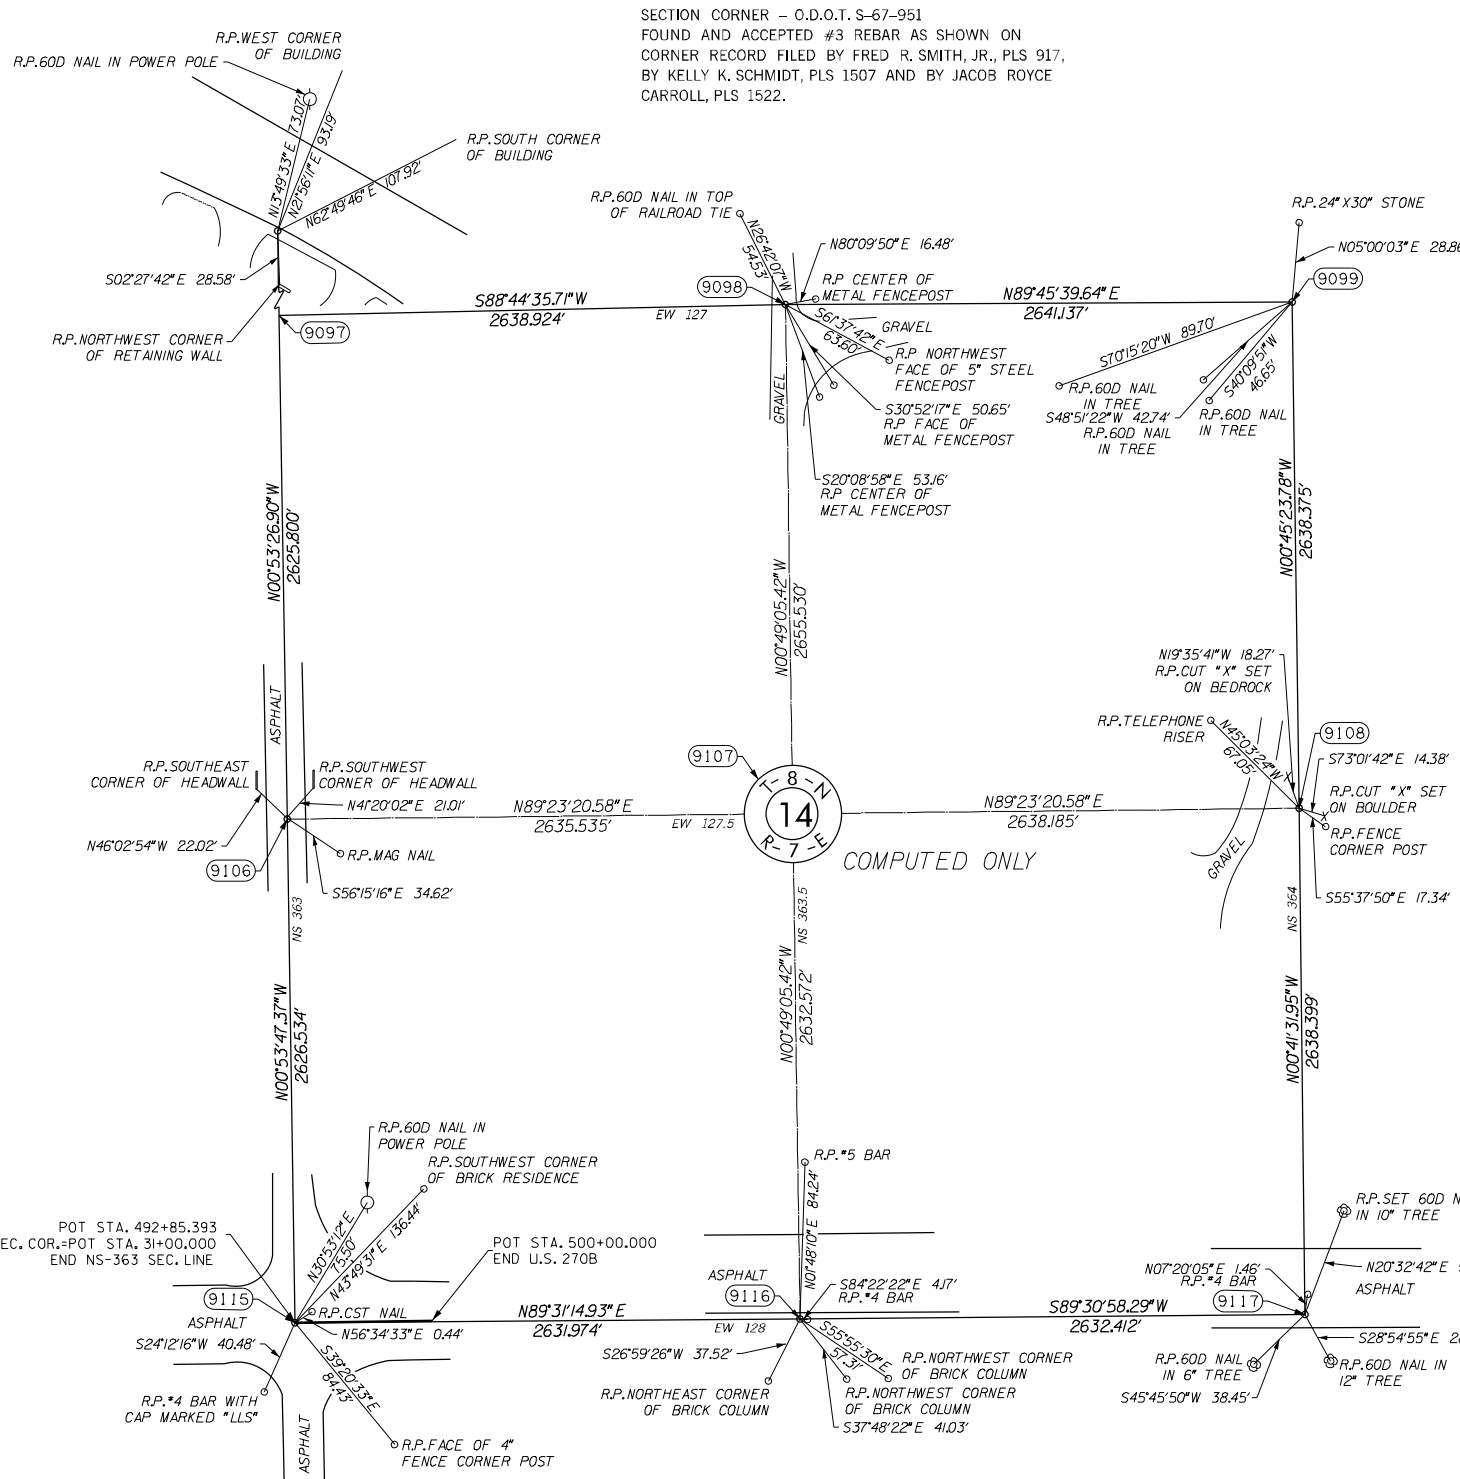 SECTION CORNER - O.D.O.T. S-67-951
FOUND AND ACCEPTED #3 REBAR AS SHOWN ON
CORNER RECORD FILED BY FRED R. SMITH, JR., PLS 917,
BY KELLY K. SCHMIDT, PLS 1507 AND BY JACOB ROYCE
CARROLL, PLS 1522.
R.P. WEST CORNER
OF BUILDING
R.P. 60D NAIL IN POWER POLE
N13°49'33"E 73.07'
N21°56'11"E 93.19'
N62°49'46"E 107.92'
R.P. SOUTH CORNER
OF BUILDING
S02°27'42"E 28.58'
R.P. NORTHWEST CORNER
OF RETAINING WALL
9097
S88°44'35.71"W
2638.924'
EW 127
R.P. 60D NAIL IN TOP
OF RAILROAD TIE
N26°42'07"W
54.53'
9098
N80°09'50"E 16.48'
R.P CENTER OF
METAL FENCEPOST
S61°37'42"E
63.60'
GRAVEL
R.P NORTHWEST
FACE OF 5" STEEL
FENCEPOST
GRAVEL
S30°52'17"E 50.65'
R.P FACE OF
METAL FENCEPOST
S20°08'58"E 53.16'
R.P CENTER OF
METAL FENCEPOST
N89°45'39.64"E
2641.137'
R.P. 24"X30" STONE
N05°00'03"E 28.86
9099
S70°15'20"W 89.70'
R.P. 60D NAIL
IN TREE
S48°51'22"W 42.74'
R.P. 60D NAIL
IN TREE
S40°09'51"W
46.65'
R.P. 60D NAIL
IN TREE
N00°53'26.90"W
2625.800'
N00°49'05.42"W
2655.530'
N00°45'23.78"W
2638.375'
N19°35'41"W 18.27'
R.P. CUT "X" SET
ON BEDROCK
R.P. TELEPHONE
RISER
N45°03'24"W
67.05'
X
9108
S73°01'42"E 14.38'
R.P. CUT "X" SET
ON BOULDER
X
R.P. FENCE
CORNER POST
S55°37'50"E 17.34'
GRAVEL
ASPHALT
R.P. SOUTHEAST
CORNER OF HEADWALL
R.P. SOUTHWEST
CORNER OF HEADWALL
N41°20'02"E 21.01'
N46°02'54"W 22.02'
9106
R.P. MAG NAIL
S56°15'16"E 34.62'
N89°23'20.58"E
2635.535'
EW 127.5
9107
T-8-N
14
R-7-E
COMPUTED ONLY
N89°23'20.58"E
2638.185'
NS 363
NS 363.5
NS 364
N00°53'47.37"W
2626.534'
N00°49'05.42"W
2632.572'
N00°41'31.95"W
2638.399'
R.P. 60D NAIL IN
POWER POLE
R.P. SOUTHWEST CORNER
OF BRICK RESIDENCE
N30°53'12"E
75.50'
N43°49'31"E 136.44'
POT STA. 492+85.393
EC. COR.=POT STA. 31+00.000
END NS-363 SEC. LINE
POT STA. 500+00.000
END U.S. 270B
9115
ASPHALT
R.P. CST NAIL
N56°34'33"E 0.44'
S24°12'16"W 40.48'
R.P. #4 BAR WITH
CAP MARKED "LLS"
S39°20'33"E
84.43'
ASPHALT
R.P. FACE OF 4"
FENCE CORNER POST
N89°31'14.93"E
2631.974'
EW 128
R.P. #5 BAR
N01°48'10"E 84.24'
ASPHALT
9116
S84°22'22"E 4.17'
R.P. #4 BAR
S26°59'26"W 37.52'
R.P. NORTHEAST CORNER
OF BRICK COLUMN
S55°55'30"E
57.31'
R.P. NORTHWEST CORNER
OF BRICK COLUMN
R.P. NORTHWEST CORNER
OF BRICK COLUMN
S37°48'22"E 41.03'
S89°30'58.29"W
2632.412'
R.P. SET 60D N
IN 10" TREE
N07°20'05"E 1.46'
R.P. #4 BAR
N20°32'42"E
ASPHALT
9117
R.P. 60D NAIL
IN 6" TREE
S45°45'50"W 38.45'
S28°54'55"E
R.P. 60D NAIL IN
12" TREE